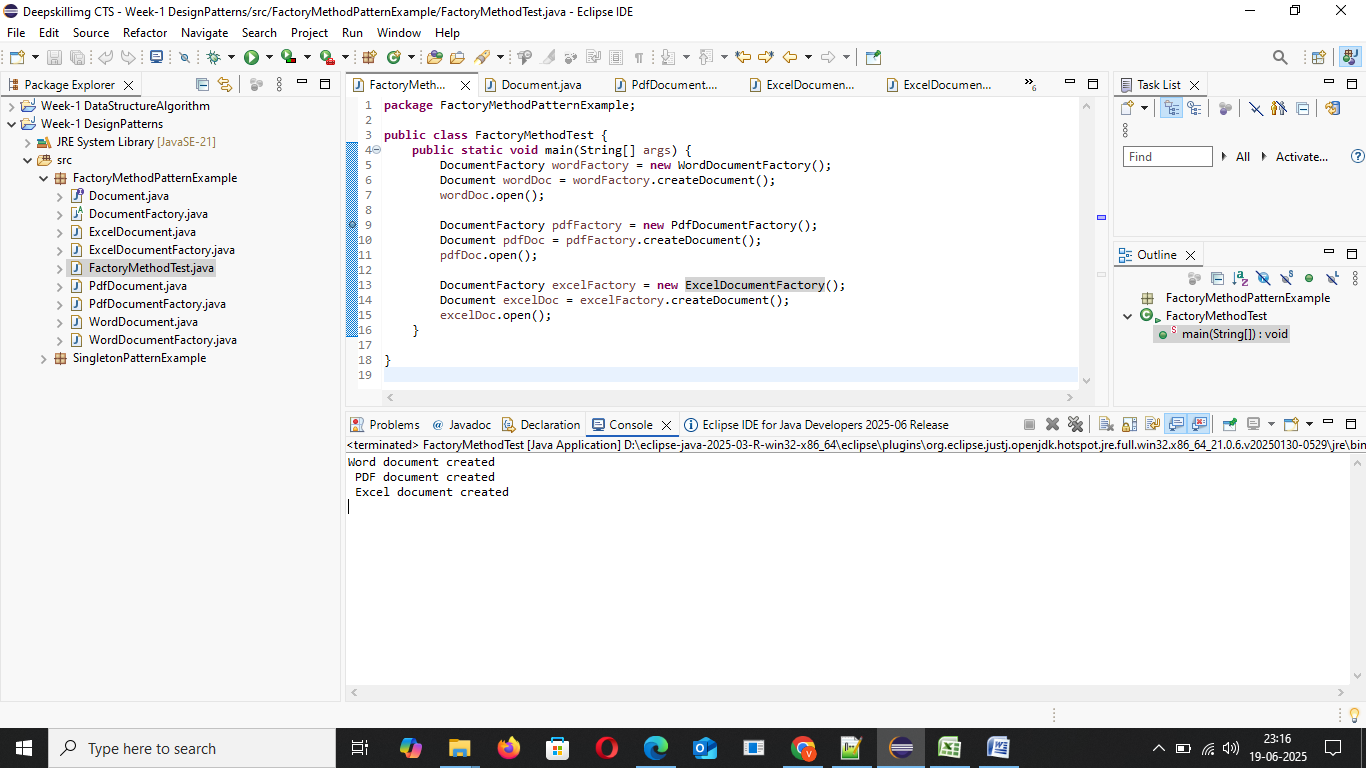 Deepskillimg CTS - Week-1 DesignPatterns/src/FactoryMethodPatternExample/FactoryMethodTest.java - Eclipse IDE
File Edit Source Refactor Navigate Search Project Run Window Help
Package Explorer
Week-1 DataStructureAlgorithm
Week-1 DesignPatterns
JRE System Library [JavaSE-21]
src
FactoryMethodPatternExample
Document.java
DocumentFactory.java
ExcelDocument.java
ExcelDocumentFactory.java
FactoryMethodTest.java
PdfDocument.java
PdfDocumentFactory.java
WordDocument.java
WordDocumentFactory.java
SingletonPatternExample
FactoryMeth... Document.java PdfDocument.... ExcelDocumen... ExcelDocumen... »6
1 package FactoryMethodPatternExample;
2
3 public class FactoryMethodTest {
4 public static void main(String[] args) {
5 DocumentFactory wordFactory = new WordDocumentFactory();
6 Document wordDoc = wordFactory.createDocument();
7 wordDoc.open();
8
9 DocumentFactory pdfFactory = new PdfDocumentFactory();
10 Document pdfDoc = pdfFactory.createDocument();
11 pdfDoc.open();
12
13 DocumentFactory excelFactory = new ExcelDocumentFactory();
14 Document excelDoc = excelFactory.createDocument();
15 excelDoc.open();
16 }
17
18 }
19
Task List
Find All Activate...
Outline
FactoryMethodPatternExample
FactoryMethodTest
main(String[]) : void
Problems @ Javadoc Declaration Console Eclipse IDE for Java Developers 2025-06 Release
<terminated> FactoryMethodTest [Java Application] D:\eclipse-java-2025-03-R-win32-x86_64\eclipse\plugins\org.eclipse.justj.openjdk.hotspot.jre.full.win32.x86_64_21.0.6.v20250130-0529\jre\bin
Word document created
PDF document created
Excel document created
Type here to search
23:16
19-06-2025